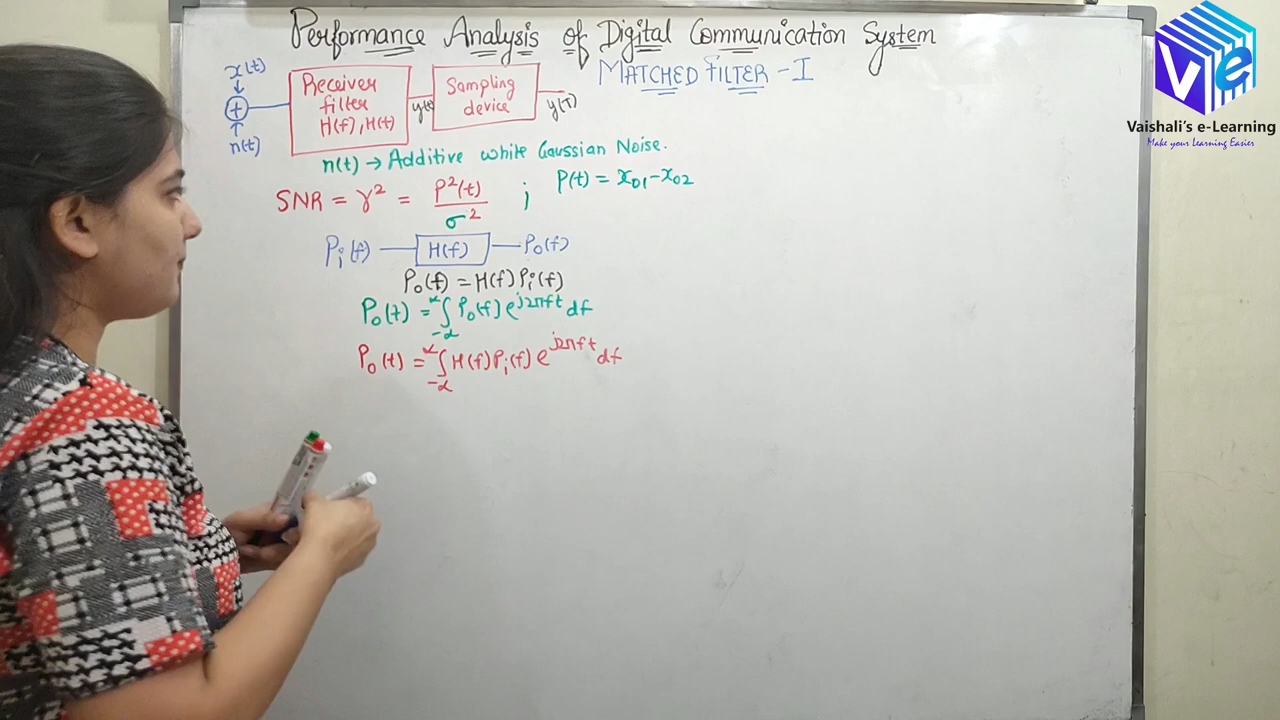 Performance Analysis of Digital Communication System
MATCHED FILTER - I
x(t)
+
n(t)
Receiver
filter
H(f), H(t)
y(t)
Sampling
device
y(T)
n(t) → Additive white Gaussian Noise.
SNR = γ² = P²(t) / σ² ; P(t) = x₀₁ - x₀₂
Pᵢ(f) — H(f) — P₀(f)
P₀(f) = H(f) Pᵢ(f)
P₀(t) = ∫_{-∞}^{∞} P₀(f) e^{j2πft} df
P₀(t) = ∫_{-∞}^{∞} H(f) Pᵢ(f) e^{j2πft} df
Ve
Vaishali's e-Learning
Make your Learning Easier